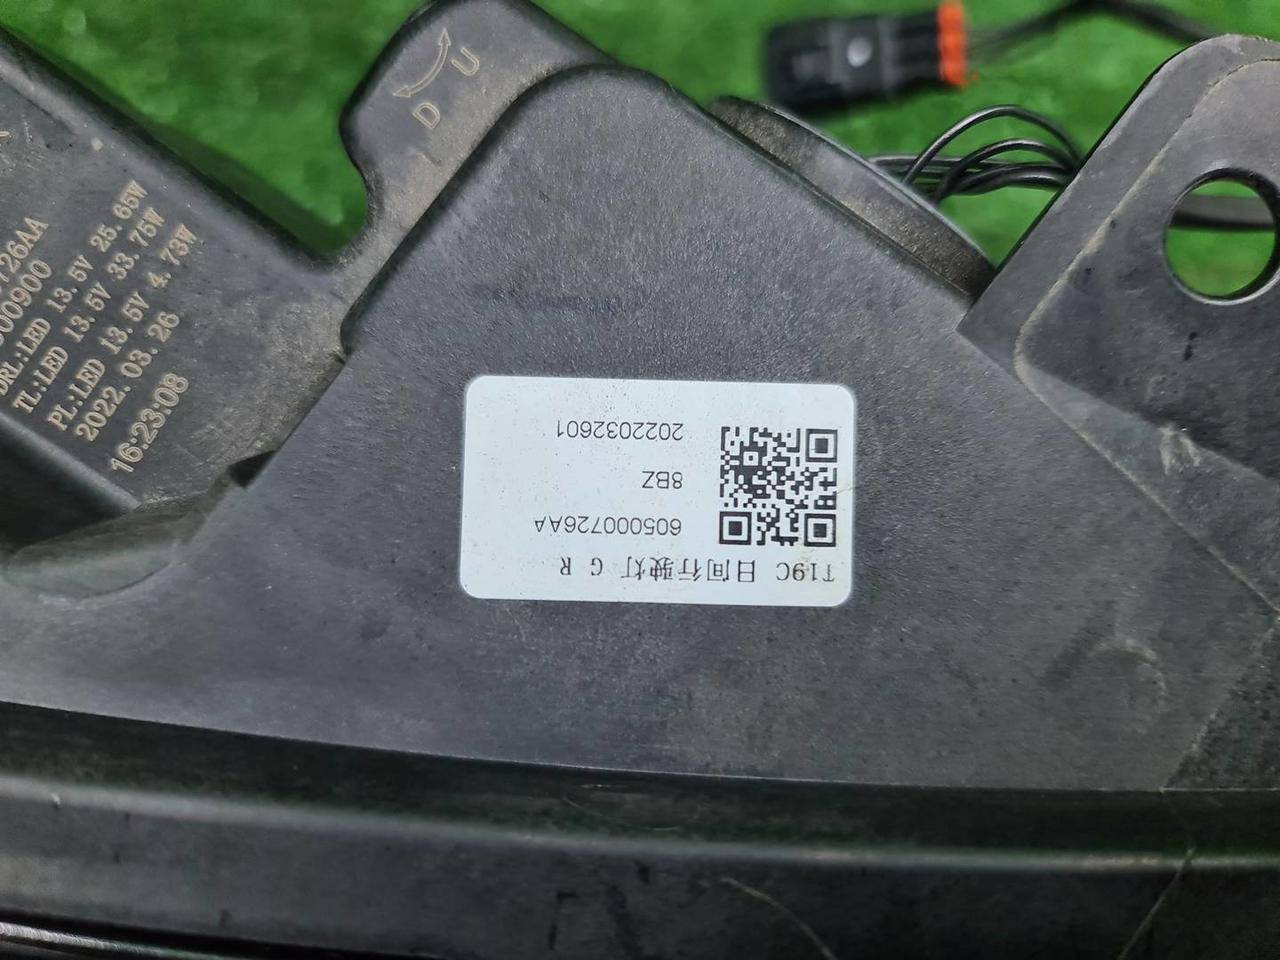 U
D
726AA
00900
DRL:LED 13.5V 25.65W
TL:LED 13.5V 33.75W
PL:LED 13.5V 4.73W
2022.03.26
16:23:08
T19C 日间行驶灯 G R
605000726AA
8BZ
2022032601